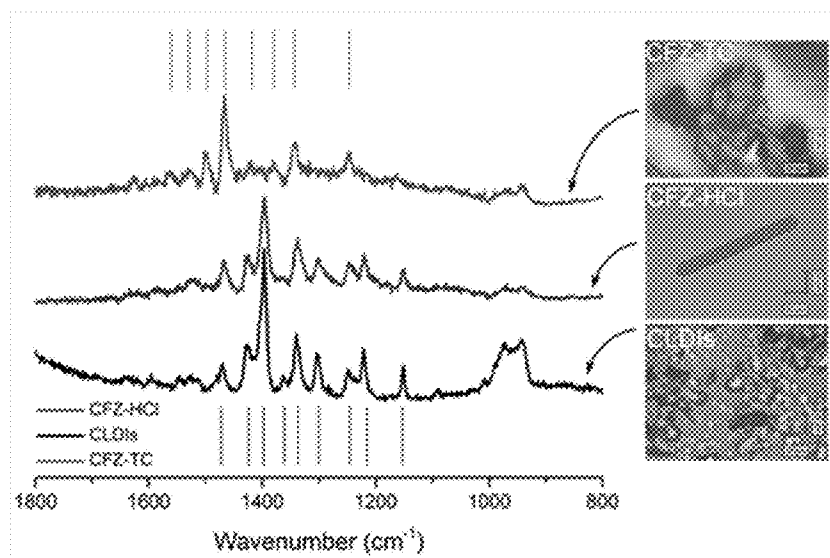 CFZ-TC
CFZ-HCl
CLDIs
CFZ-HCl
CLDIs
CFZ-TC
1800
1600
1400
1200
1000
800
Wavenumber (cm⁻¹)